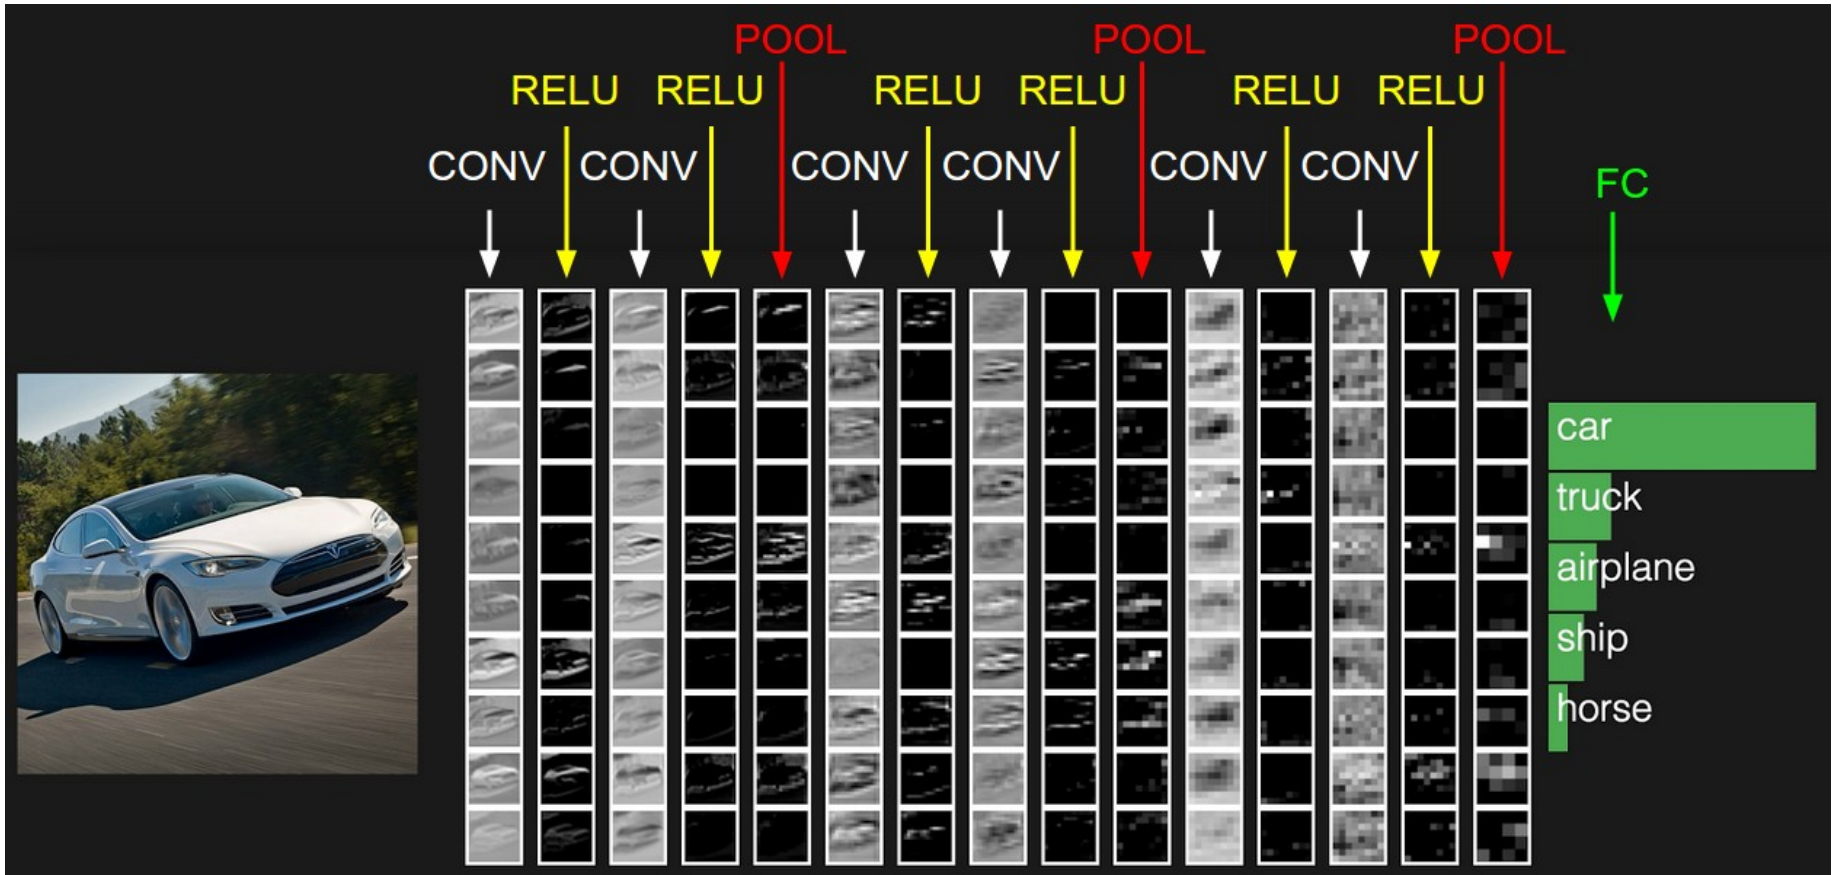 POOL POOL POOL
RELU RELU RELU RELU RELU RELU
CONV CONV CONV CONV CONV CONV
FC
car
truck
airplane
ship
horse